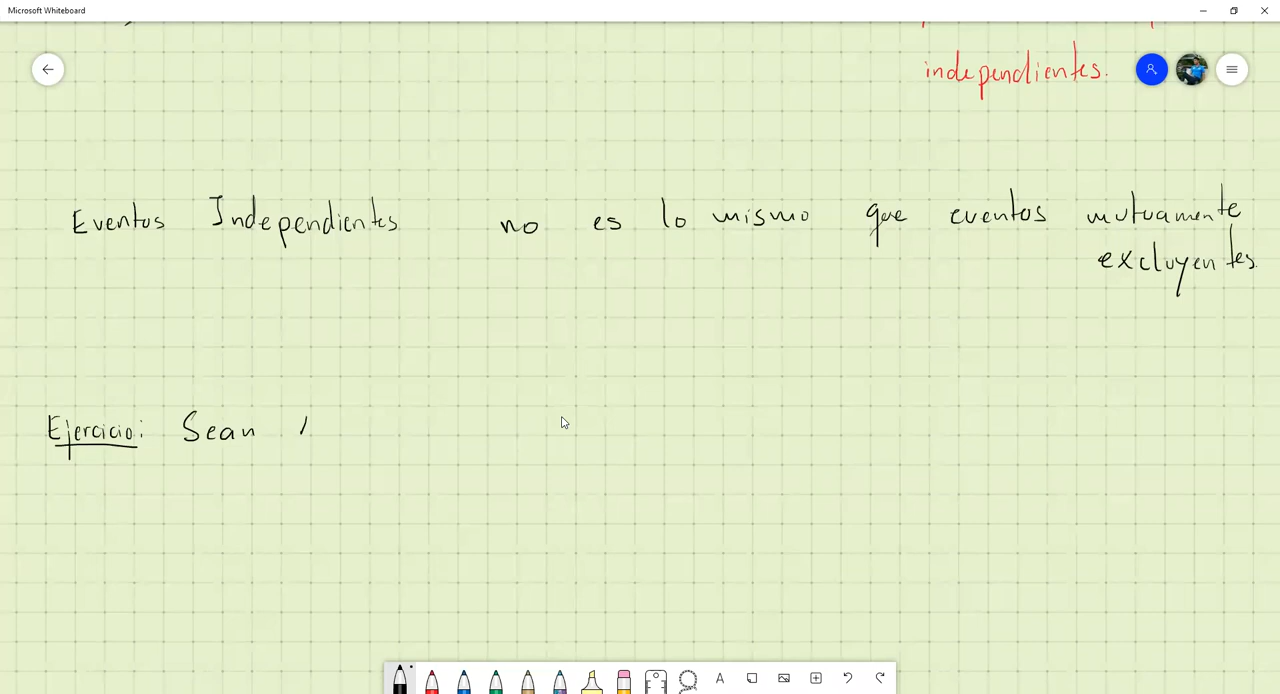 Microsoft Whiteboard
independientes.
Eventos Independientes no es lo mismo que eventos mutuamente
excluyentes.
Ejercicio: Sean
A